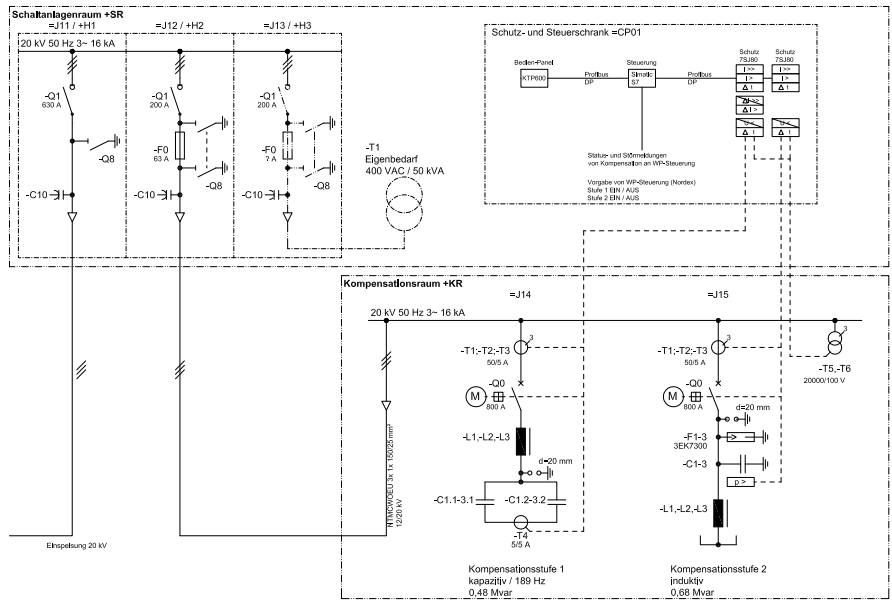 Schaltanlagenraum +SR
=J11 / +H1
=J12 / +H2
=J13 / +H3
20 kV 50 Hz 3~ 16 kA
-Q1
630 A
-Q1
200 A
-Q1
200 A
-Q8
-F0
63 A
-Q8
-F0
? A
-Q8
-C10
-C10
-C10
-T1
Eigenbedarf
400 VAC / 50 kVA
Schutz- und Steuerschrank =CP01
Bedien-Panel
KTP600
Profibus
DP
Steuerung
Simatic
S7
Profibus
DP
Schutz
7SJ80
I >>
I >
Δ I
Δ I >>
Δ I >
U <
Δ I
Schutz
7SJ80
I >>
I >
Δ I
U <
Δ I
Status- und Störmeldungen
von Kompensation an WP-Steuerung
Vorgabe von WP-Steuerung (Nordex)
Stufe 1 EIN / AUS
Stufe 2 EIN / AUS
Kompensationsraum +KR
=J14
=J15
20 kV 50 Hz 3~ 16 kA
3
-T1;-T2;-T3
50/5 A
3
-T1;-T2;-T3
50/5 A
3
-T5,-T6
20000/100 V
M
-Q0
800 A
M
-Q0
800 A
d=20 mm
-F1-3
3EK7300
-C1-3
p >
-L1,-L2,-L3
d=20 mm
-C1.1-3.1
-C1.2-3.2
-T4
5/5 A
-L1,-L2,-L3
NTMCWOEU 3x 1x 150/25 mm²
12/20 kV
Einspeisung 20 kV
Kompensationsstufe 1
kapazitiv / 189 Hz
0,48 Mvar
Kompensationsstufe 2
induktiv
0,68 Mvar